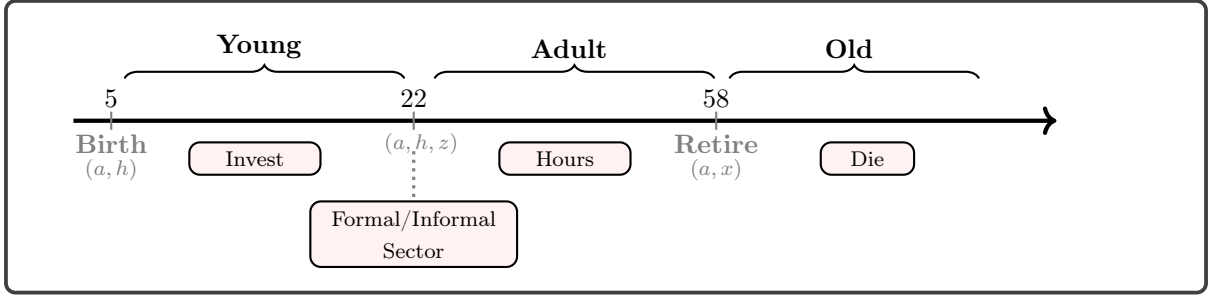 Young Adult Old
5 22 58
Birth (a, h, z) Retire
(a, h) Invest Hours (a, x) Die
Formal/Informal
Sector